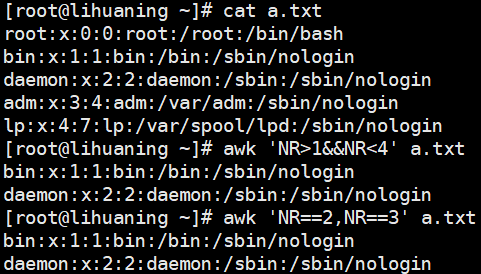 [root@lihuaning ~]# cat a.txt
root:x:0:0:root:/root:/bin/bash
bin:x:1:1:bin:/bin:/sbin/nologin
daemon:x:2:2:daemon:/sbin:/sbin/nologin
adm:x:3:4:adm:/var/adm:/sbin/nologin
lp:x:4:7:lp:/var/spool/lpd:/sbin/nologin
[root@lihuaning ~]# awk 'NR>1&&NR<4' a.txt
bin:x:1:1:bin:/bin:/sbin/nologin
daemon:x:2:2:daemon:/sbin:/sbin/nologin
[root@lihuaning ~]# awk 'NR==2,NR==3' a.txt
bin:x:1:1:bin:/bin:/sbin/nologin
daemon:x:2:2:daemon:/sbin:/sbin/nologin